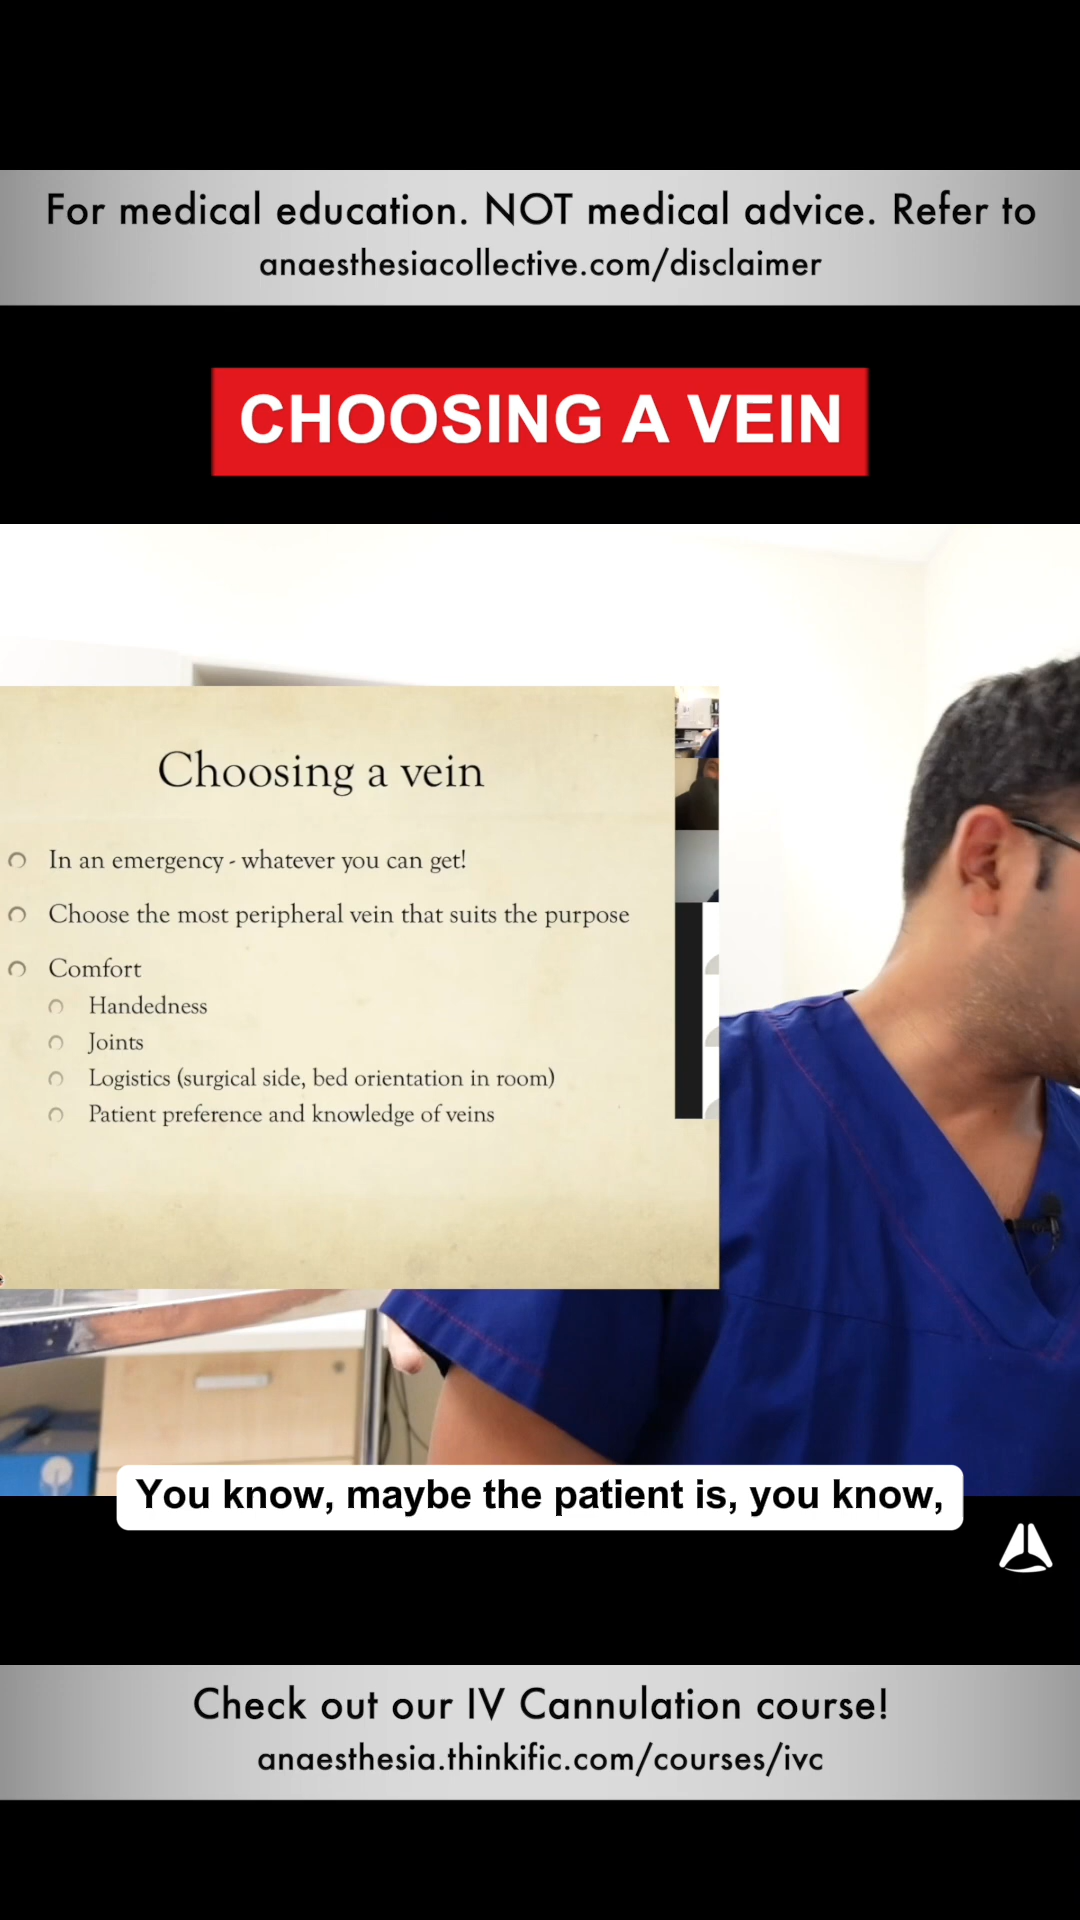 For medical education. NOT medical advice. Refer to
anaesthesiacollective.com/disclaimer
CHOOSING A VEIN
Choosing a vein
In an emergency - whatever you can get!
Choose the most peripheral vein that suits the purpose
Comfort
Handedness
Joints
Logistics (surgical side, bed orientation in room)
Patient preference and knowledge of veins
You know, maybe the patient is, you know,
Check out our IV Cannulation course!
anaesthesia.thinkific.com/courses/ivc